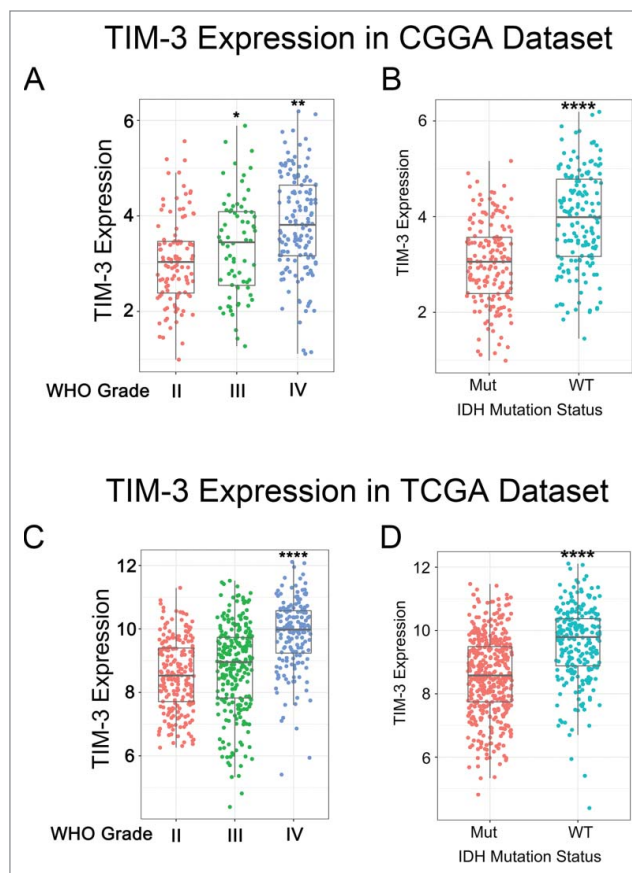 TIM-3 Expression in CGGA Dataset
A
B
TIM-3 Expression
6
4
2
*
**
WHO Grade II III IV
TIM-3 Expression
6
4
2
****
Mut WT
IDH Mutation Status
TIM-3 Expression in TCGA Dataset
C
D
TIM-3 Expression
12
10
8
6
****
WHO Grade II III IV
TIM-3 Expression
12
10
8
6
****
Mut WT
IDH Mutation Status